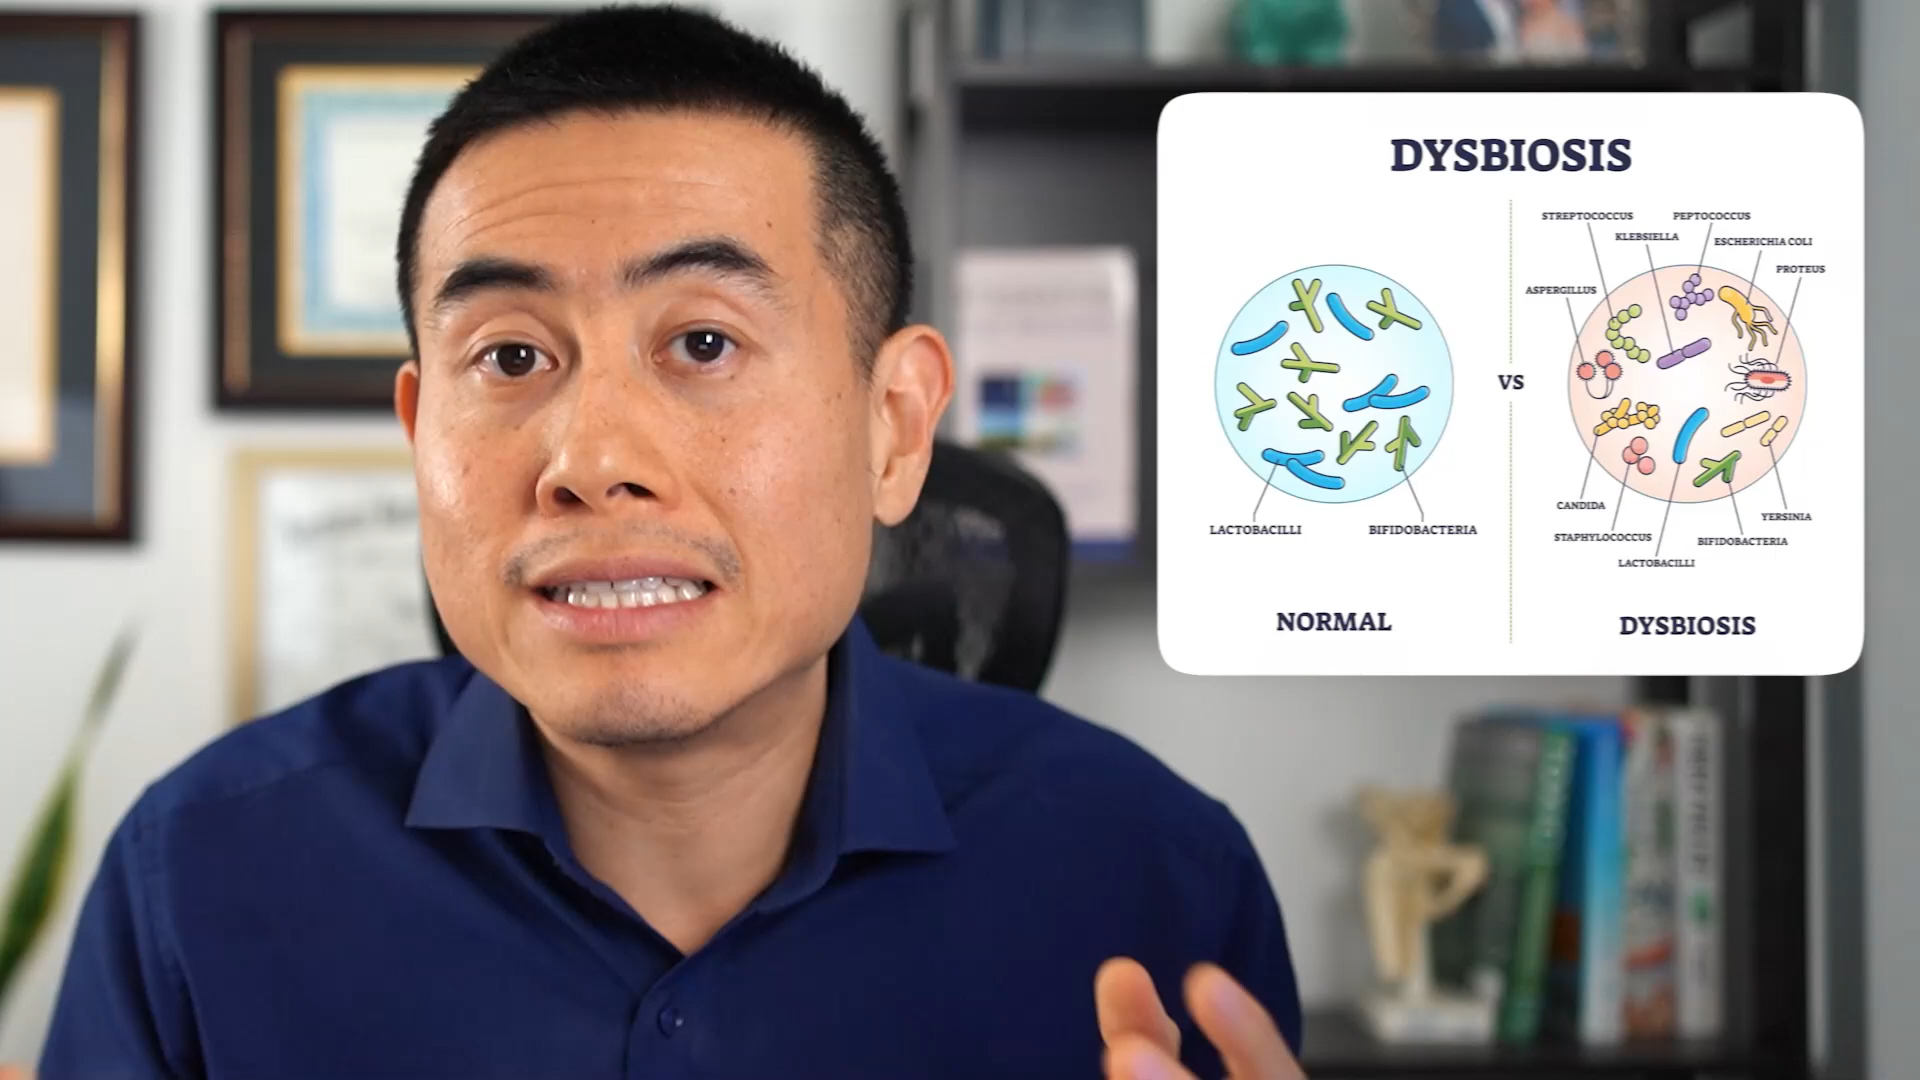 DYSBIOSIS
STREPTOCOCCUS
PEPTOCOCCUS
KLEBSIELLA
ESCHERICHIA COLI
PROTEUS
ASPERGILLUS
VS
CANDIDA
YERSINIA
LACTOBACILLI
BIFIDOBACTERIA
STAPHYLOCOCCUS
BIFIDOBACTERIA
LACTOBACILLI
NORMAL
DYSBIOSIS